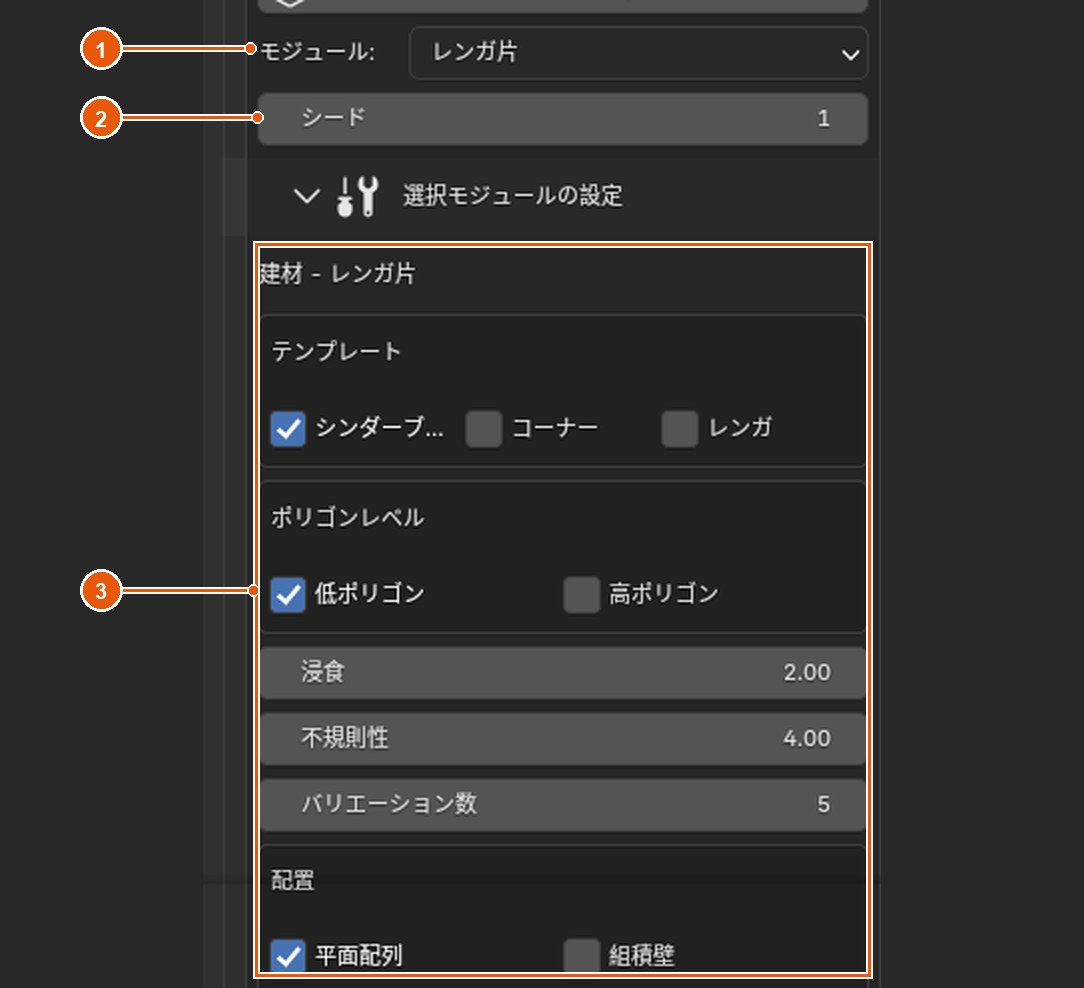 1 モジュール: レンガ片
2 シード 1
選択モジュールの設定
建材 - レンガ片
テンプレート
シンダーブ... コーナー レンガ
ポリゴンレベル
3 低ポリゴン 高ポリゴン
浸食 2.00
不規則性 4.00
バリエーション数 5
配置
平面配列 組積壁